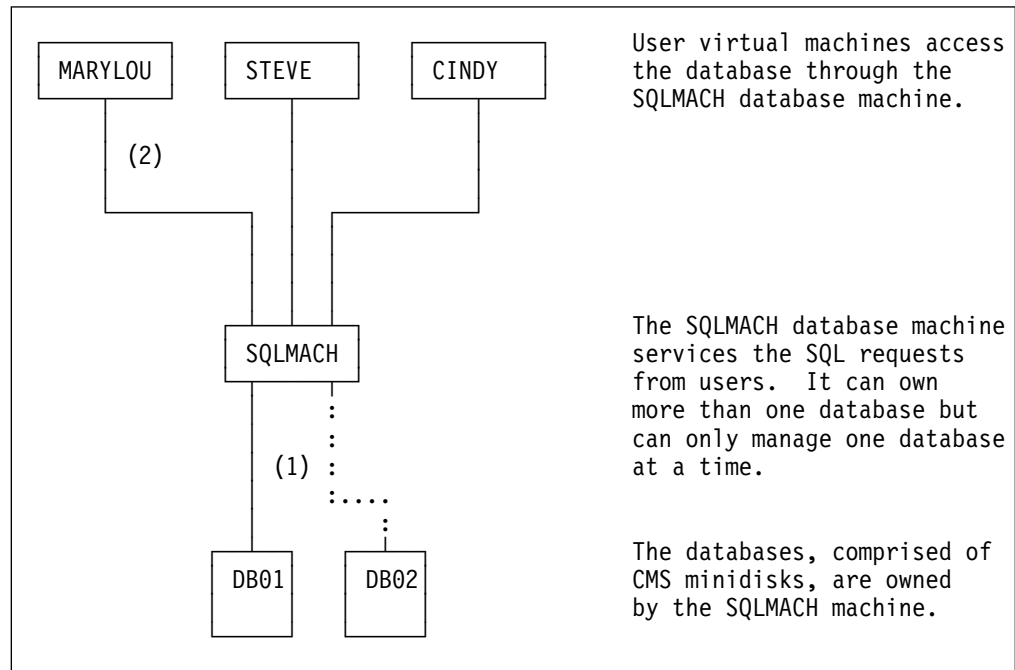 MARYLOU STEVE CINDY
User virtual machines access
the database through the
SQLMACH database machine.
(2)
SQLMACH
The SQLMACH database machine
services the SQL requests
from users. It can own
more than one database but
can only manage one database
at a time.
(1)
DB01 DB02
The databases, comprised of
CMS minidisks, are owned
by the SQLMACH machine.